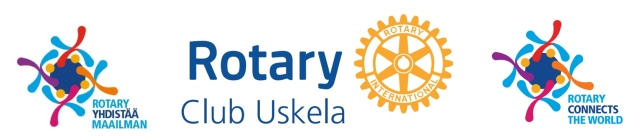 ROTARY
YHDISTÄÄ
MAAILMAN
Rotary
Club Uskela
ROTARY
INTERNATIONAL
ROTARY
CONNECTS
THE WORLD